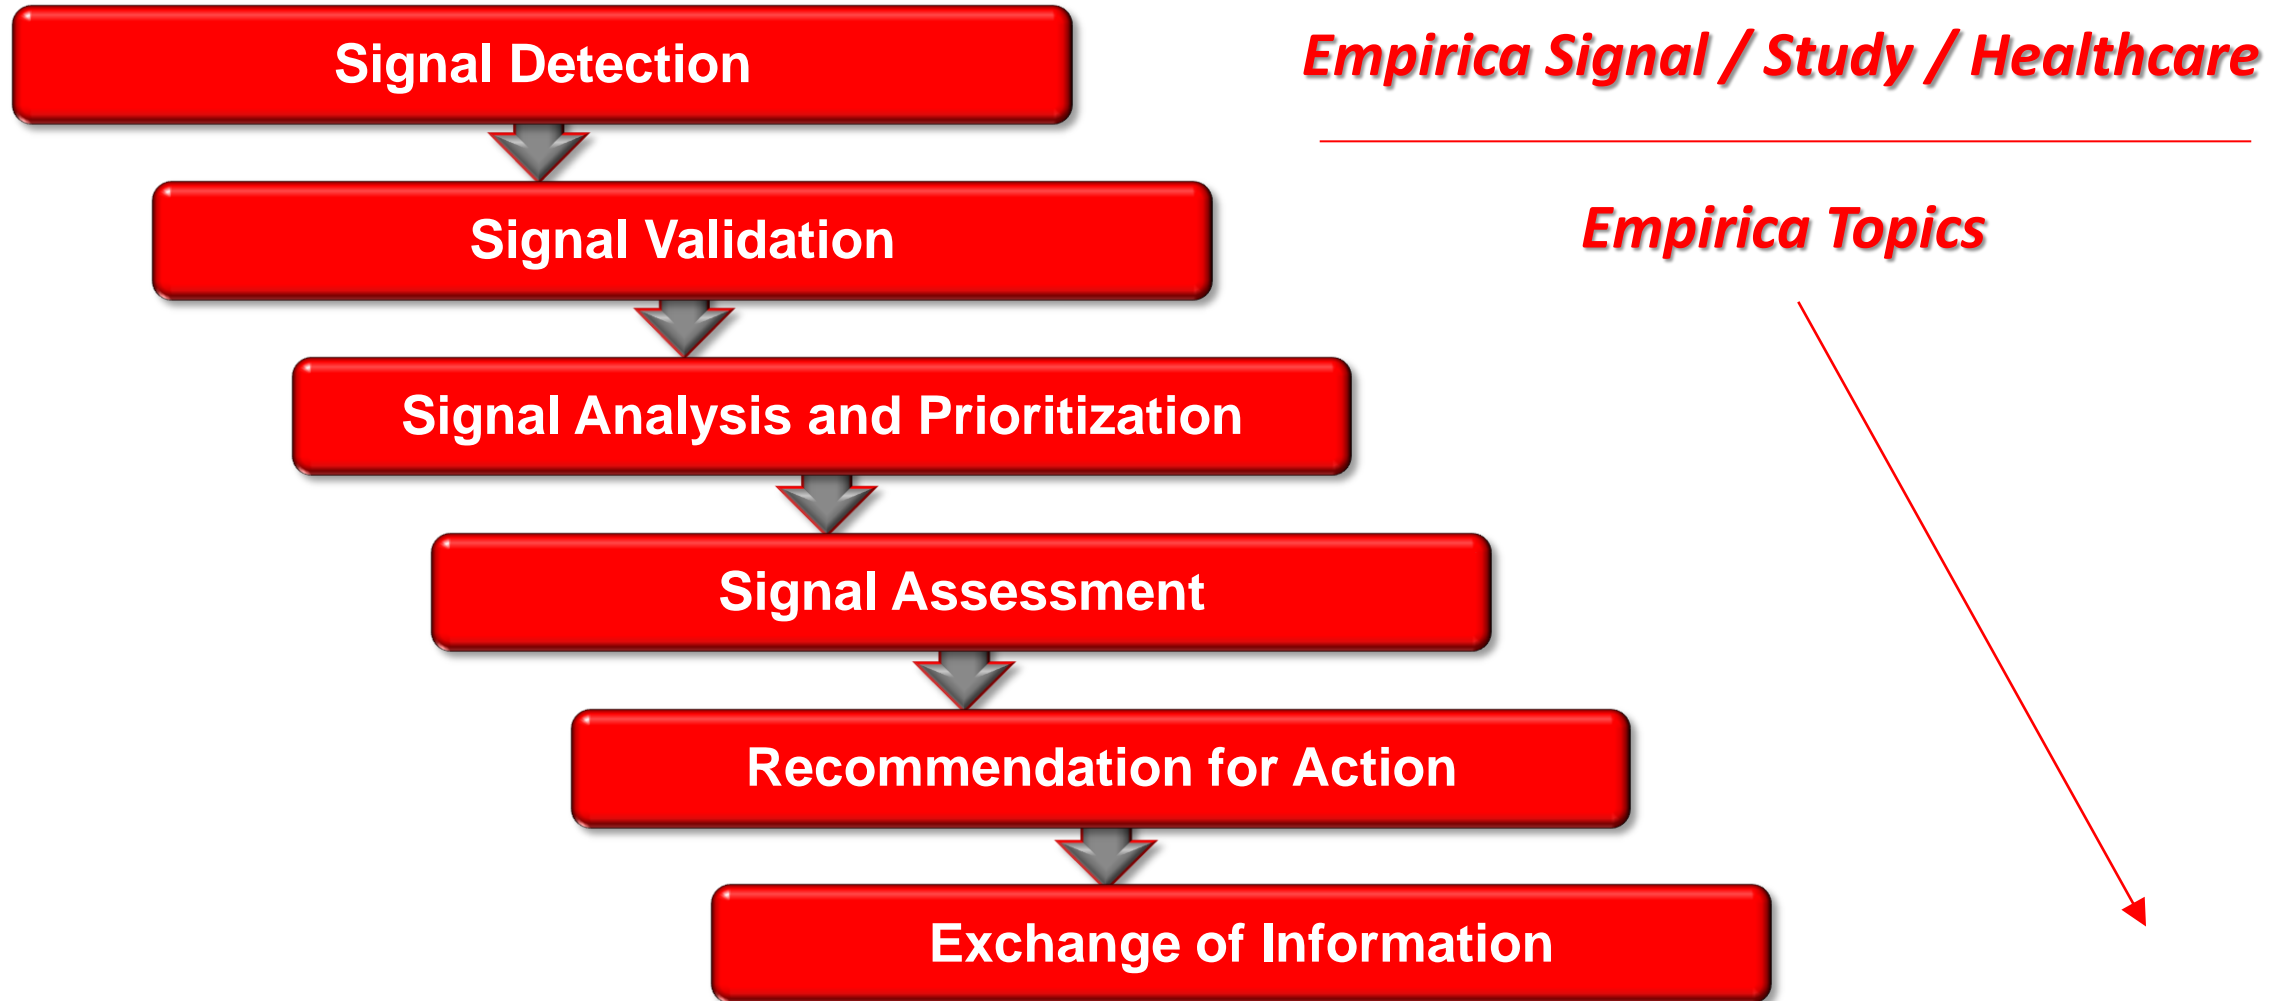 Signal Detection
Empirica Signal / Study / Healthcare
Signal Validation
Empirica Topics
Signal Analysis and Prioritization
Signal Assessment
Recommendation for Action
Exchange of Information